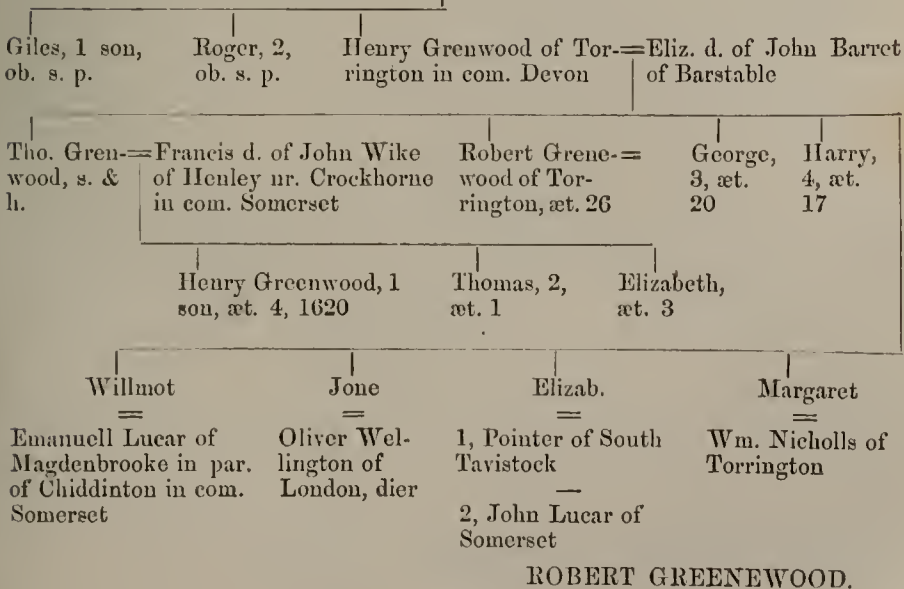 Giles, 1 son,
ob. s. p.
Roger, 2,
ob. s. p.
Henry Grenwood of Tor-
rington in com. Devon
=Eliz. d. of John Barret
of Barstable
Tho. Gren-
wood, s. &
h.
=Francis d. of John Wike
of Henley nr. Crockhorne
in com. Somerset
Robert Grene-=
wood of Tor-
rington, æt. 26
George,
3, æt.
20
Harry,
4, æt.
17
Henry Greenwood, 1
son, æt. 4, 1620
Thomas, 2,
æt. 1
Elizabeth,
æt. 3
Willmot
=
Emanuell Lucar of
Magdenbrooke in par.
of Chiddinton in com.
Somerset
Jone
=
Oliver Wel-
lington of
London, dier
Elizab.
=
1, Pointer of South
Tavistock
—
2, John Lucar of
Somerset
Margaret
=
Wm. Nicholls of
Torrington
ROBERT GREENEWOOD.